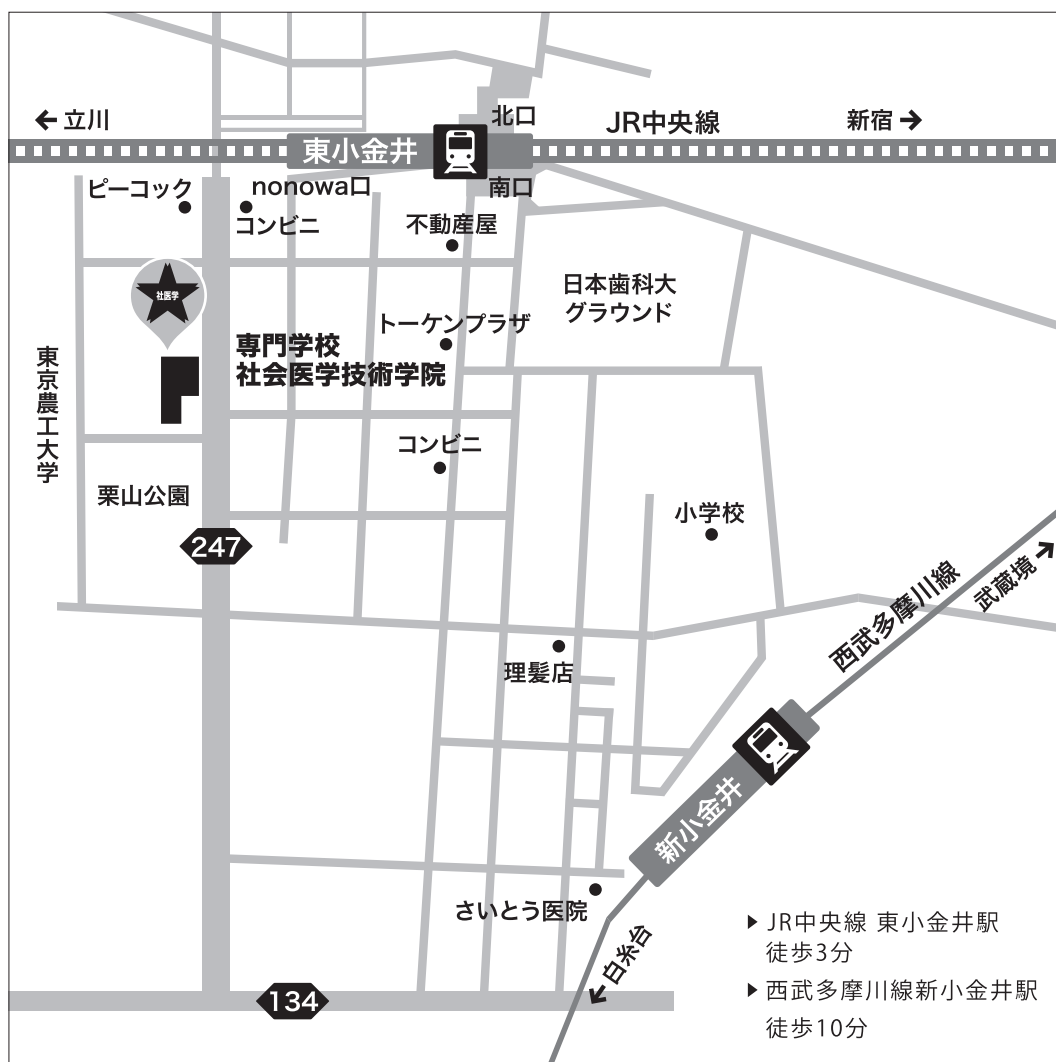 北口
←立川
JR中央線
新宿→
東小金井
ピーコック
nonowa口
南口
コンビニ
不動産屋
日本歯科大
グラウンド
社医学
トーケンプラザ
専門学校
社会医学技術学院
東京農工大学
コンビニ
栗山公園
小学校
247
武蔵境→
西武多摩川線
理髪店
新小金井
さいとう医院
←白糸台
134
▶ JR中央線 東小金井駅
徒歩3分
▶ 西武多摩川線新小金井駅
徒歩10分